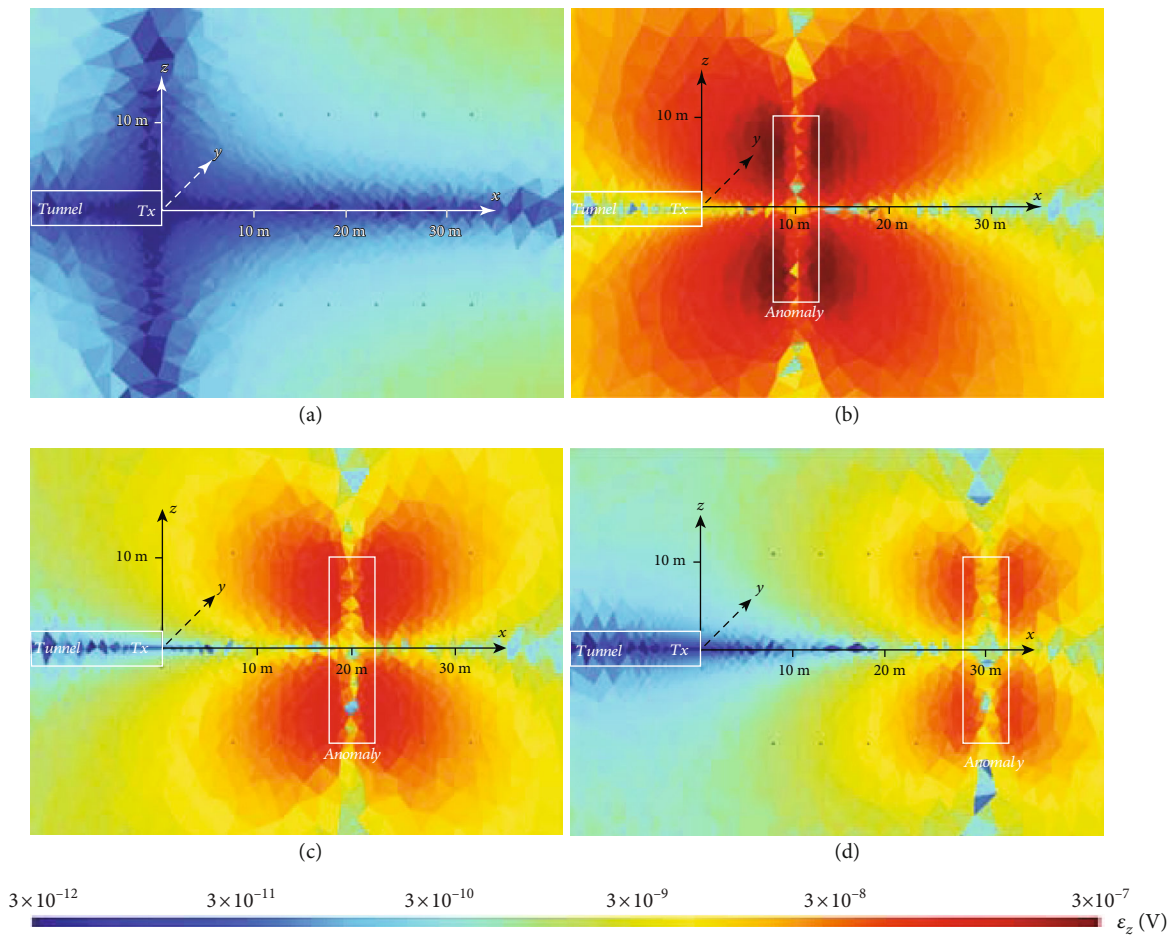 z
10 m
y
Tunnel
Tx
x
10 m
20 m
30 m
(a)
z
10 m
y
Tunnel
Tx
x
10 m
20 m
30 m
Anomaly
(b)
z
10 m
y
Tunnel
Tx
x
10 m
20 m
30 m
Anomaly
(c)
z
10 m
y
Tunnel
Tx
x
10 m
20 m
30 m
Anomaly
(d)
3×10⁻¹² 3×10⁻¹¹ 3×10⁻¹⁰ 3×10⁻⁹ 3×10⁻⁸ 3×10⁻⁷
ε_z (V)